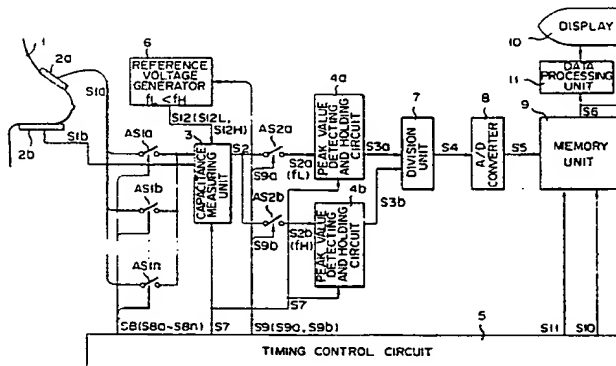 DISPLAY
10
1
2a
6
REFERENCE
VOLTAGE
GENERATOR
fL < fH
S1a
4a
DATA
PROCESSING
UNIT
11
S6
2b
S1b
AS1a
S12(S12L,
S12H)
3
CAPACITANCE
MEASURING
UNIT
S2
AS2a
S9a
S2a
(fL)
PEAK VALUE
DETECTING
AND HOLDING
CIRCUIT
S3a
7
DIVISION
UNIT
S4
8
A/D
CONVERTER
S5
9
MEMORY
UNIT
AS1b
AS2b
S9b
S2b
(fH)
4b
PEAK VALUE
DETECTING
AND HOLDING
CIRCUIT
S3b
AS1n
S7
S8(S8a~S8n)
S7
S9(S9a, S9b)
5
S11
S10
TIMING CONTROL CIRCUIT